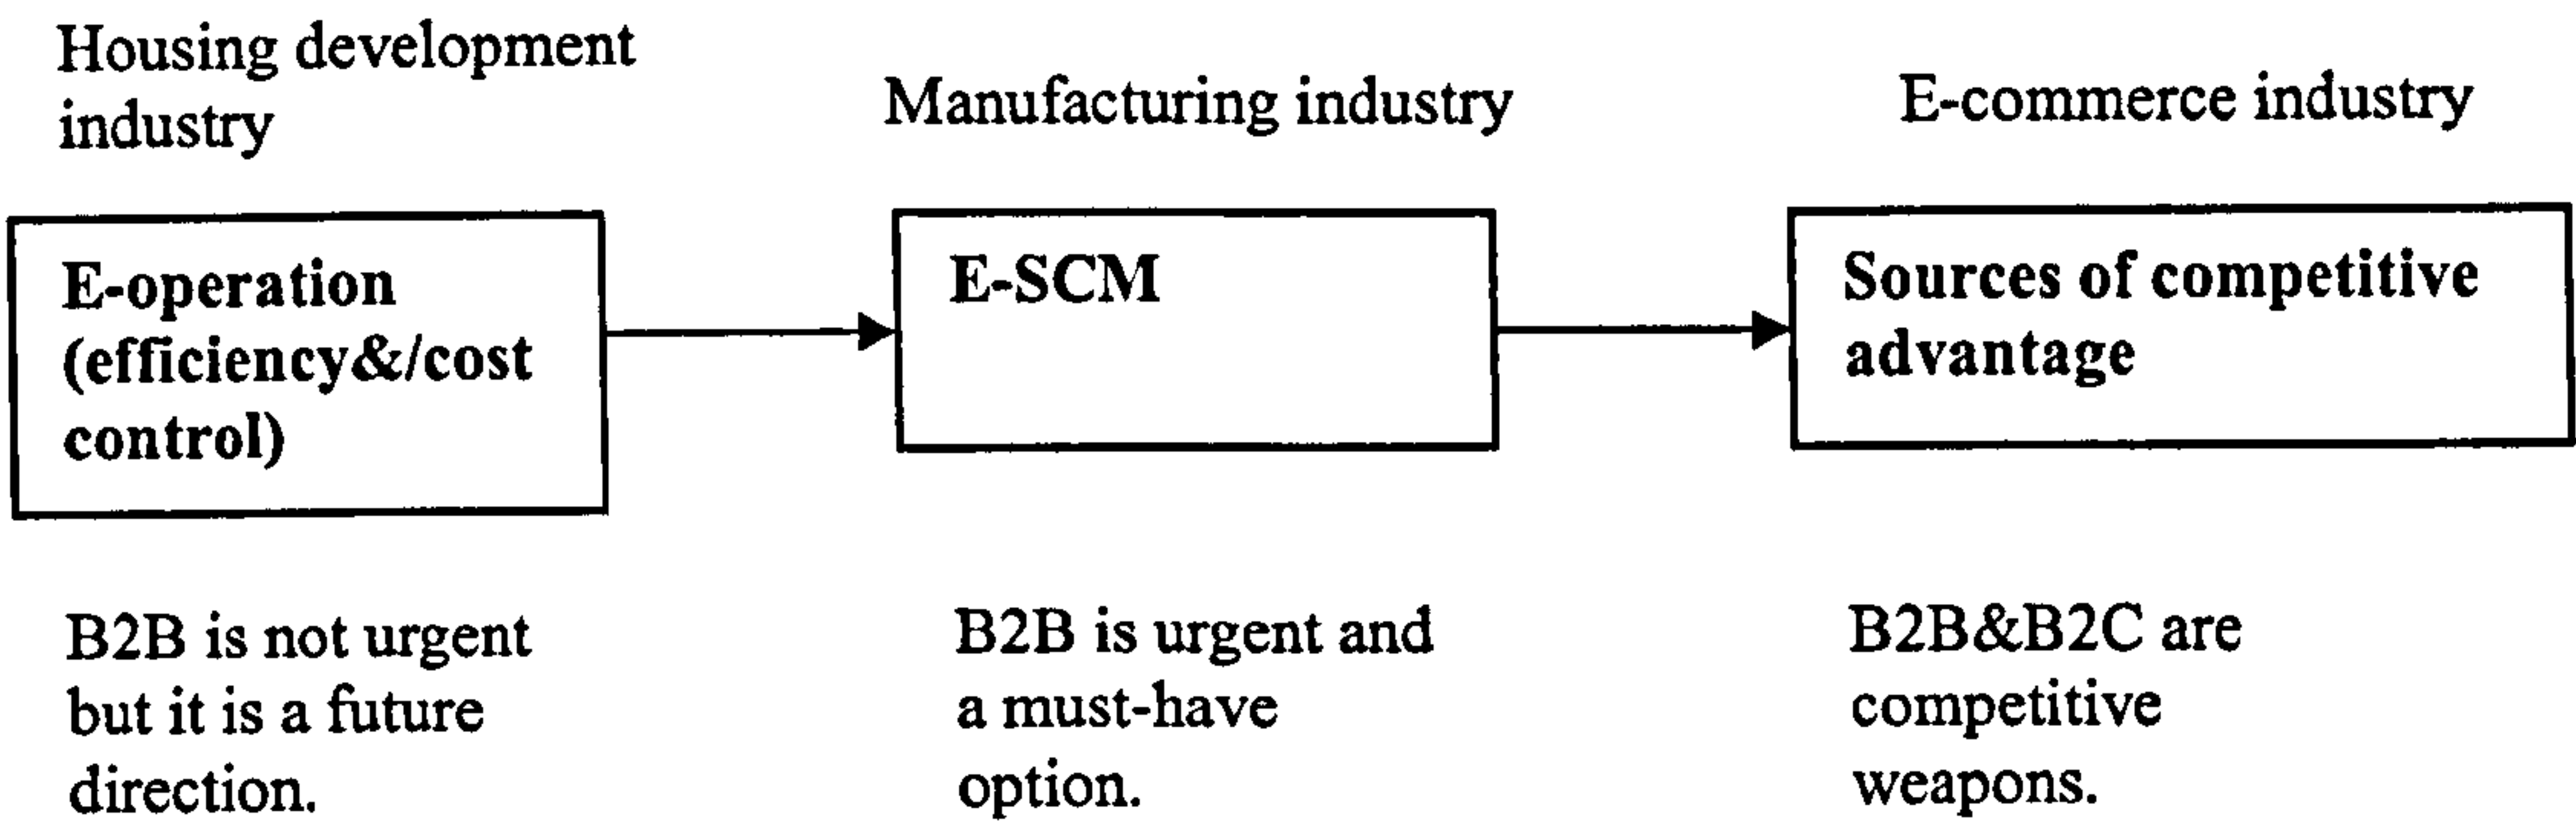 Housing development
industry
Manufacturing industry
E-commerce industry
E-operation
(efficiency&/cost
control)
E-SCM
Sources of competitive
advantage
B2B is not urgent
but it is a future
direction.
B2B is urgent and
a must-have
option.
B2B&B2C are
competitive
weapons.